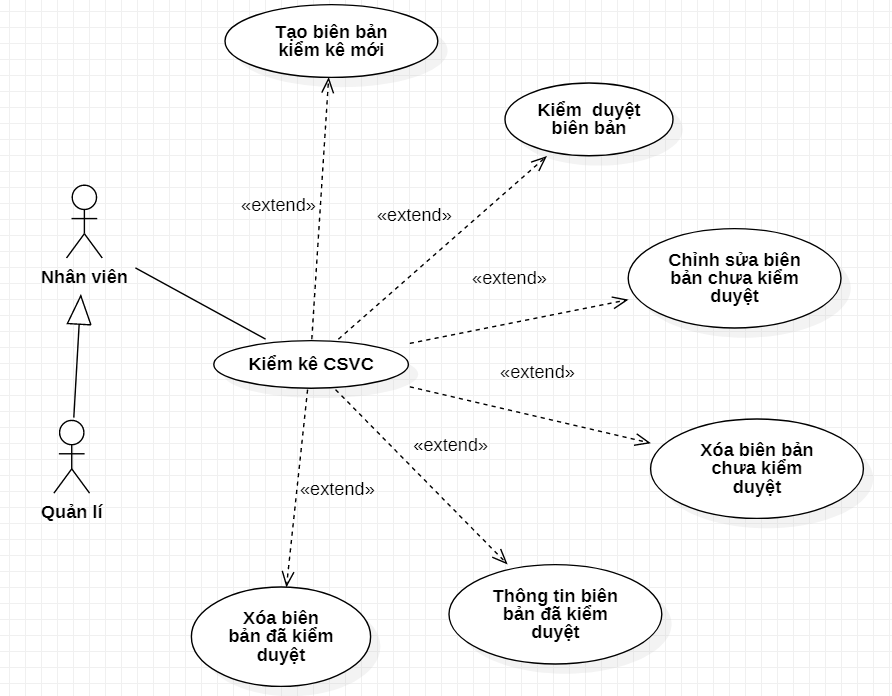 Tạo biên bản
kiểm kê mới
Kiểm duyệt
biên bản
«extend»
«extend»
Nhân viên
«extend»
Chỉnh sửa biên
bản chưa kiểm
duyệt
Kiểm kê CSVC
«extend»
«extend»
Xóa biên bản
chưa kiểm
duyệt
«extend»
Quản lí
Xóa biên
bản đã kiểm
duyệt
Thông tin biên
bản đã kiểm
duyệt